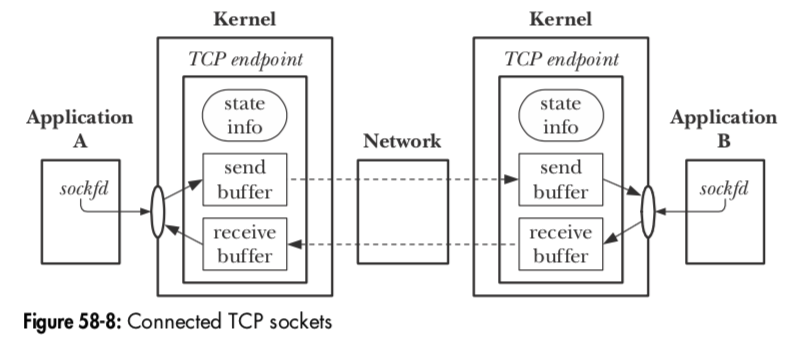 Kernel
Kernel
TCP endpoint
TCP endpoint
Application
A
state
info
Network
state
info
Application
B
sockfd
send
buffer
send
buffer
sockfd
receive
buffer
receive
buffer
Figure 58-8: Connected TCP sockets